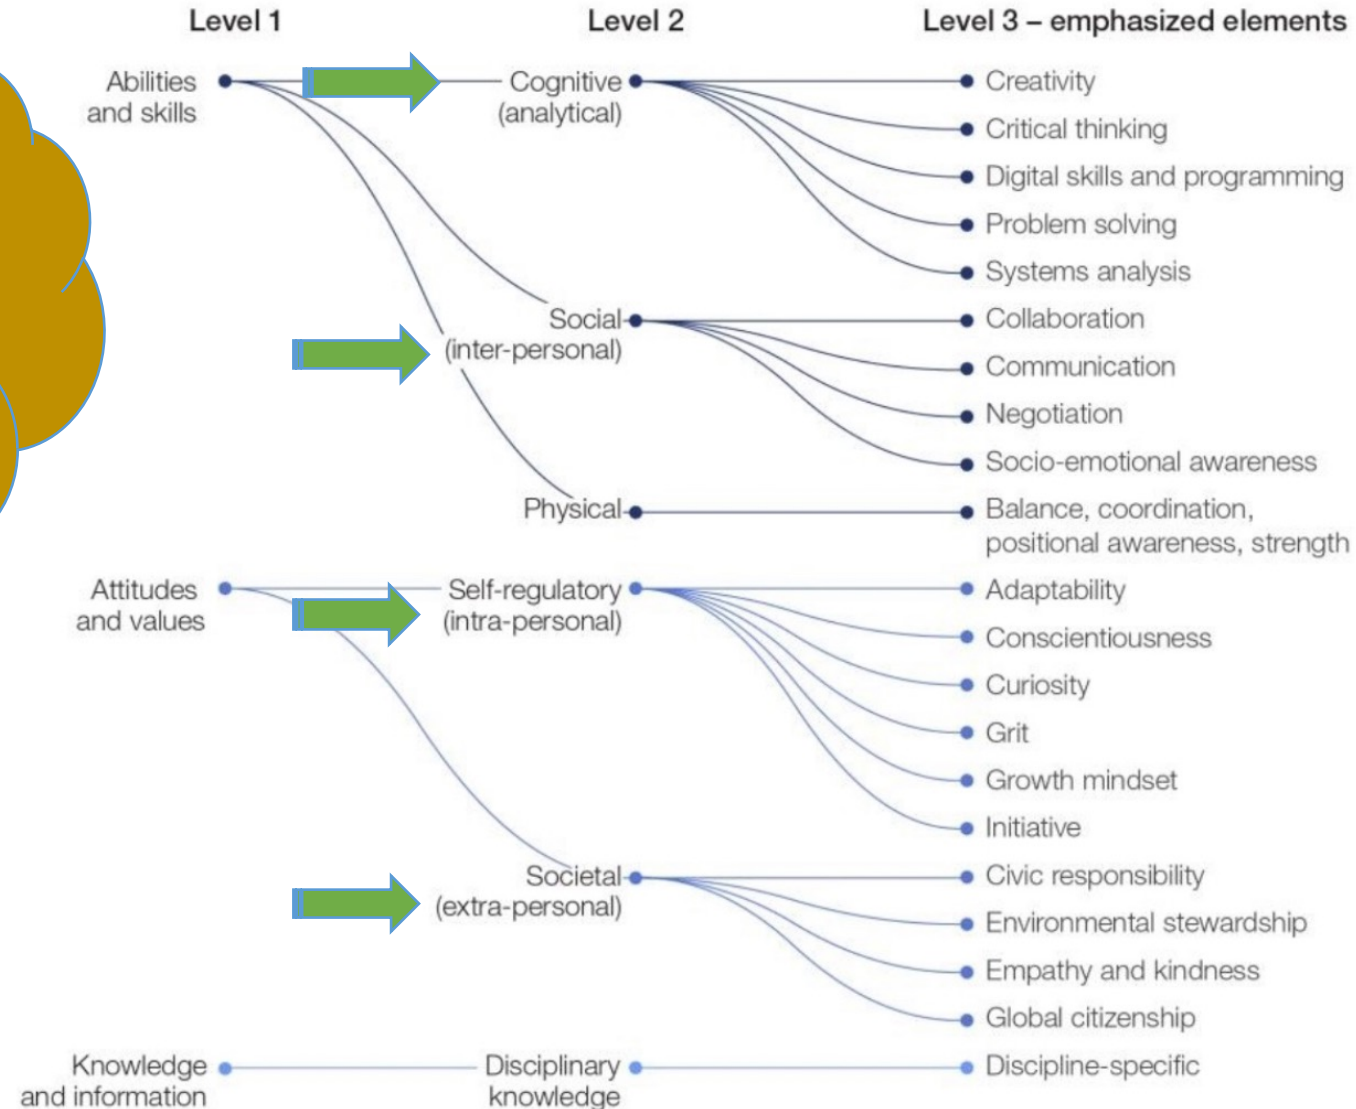 Level 1 Level 2 Level 3 – emphasized elements
Abilities
and skills
Cognitive
(analytical)
Creativity
Critical thinking
Digital skills and programming
Problem solving
Systems analysis
Social
(inter-personal)
Collaboration
Communication
Negotiation
Socio-emotional awareness
Physical
Balance, coordination,
positional awareness, strength
Attitudes
and values
Self-regulatory
(intra-personal)
Adaptability
Conscientiousness
Curiosity
Grit
Growth mindset
Initiative
Societal
(extra-personal)
Civic responsibility
Environmental stewardship
Empathy and kindness
Global citizenship
Knowledge
and information
Disciplinary
knowledge
Discipline-specific